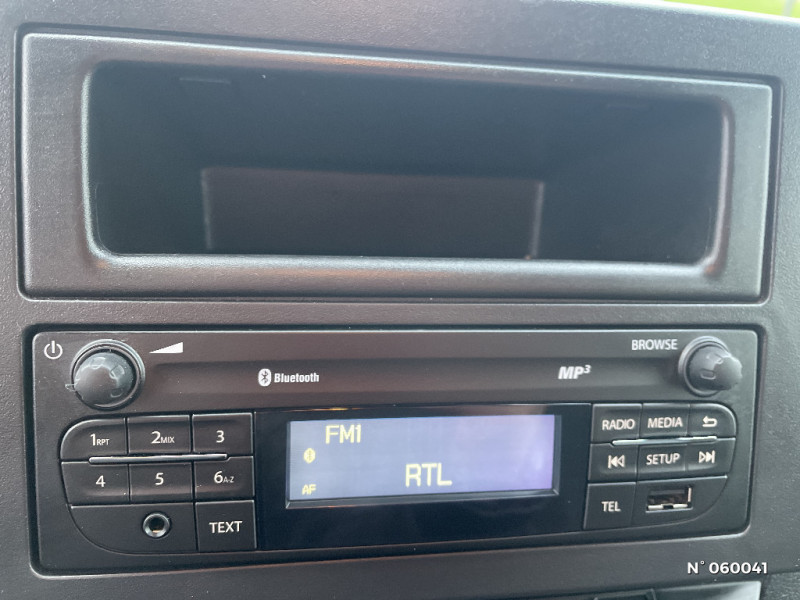 BROWSE
Bluetooth
MP3
1RPT 2MIX 3
FM1
RADIO MEDIA
4 5 6A-Z
RTL
SETUP
AF
TEXT
TEL
N° 060041